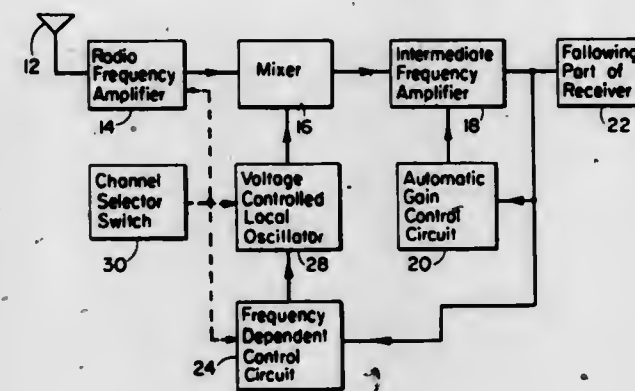 12
Radio
Frequency
Amplifier
14
Mixer
16
Intermediate
Frequency
Amplifier
18
Following
Part of
Receiver
22
Channel
Selector
Switch
30
Voltage
Controlled
Local
Oscillator
28
Automatic
Gain
Control
Circuit
20
24
Frequency
Dependent
Control
Circuit